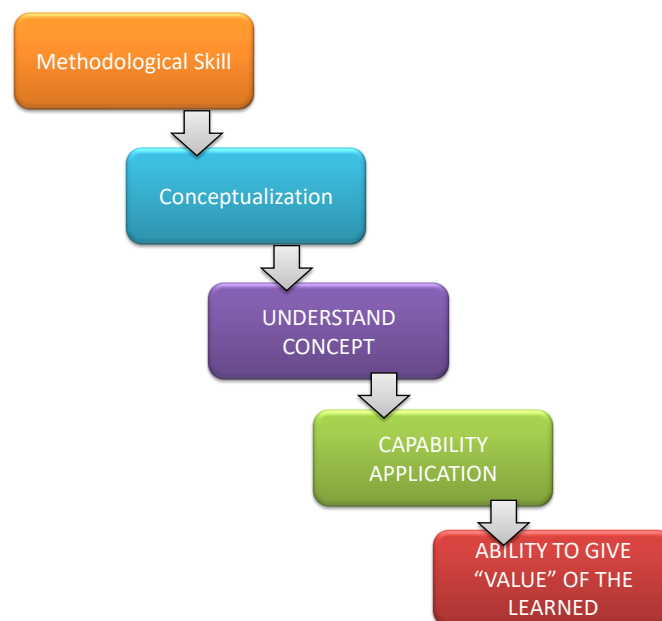 Methodological Skill
Conceptualization
UNDERSTAND
CONCEPT
CAPABILITY
APPLICATION
ABILITY TO GIVE
“VALUE” OF THE
LEARNED